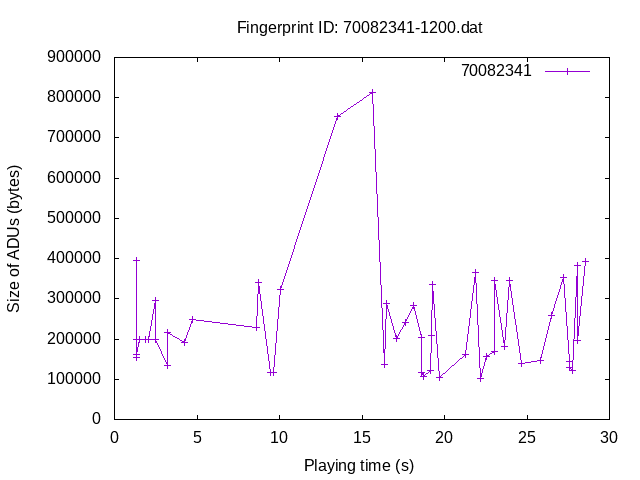 Fingerprint ID: 70082341-1200.dat
70082341
900000
800000
700000
600000
500000
400000
300000
200000
100000
0
Size of ADUs (bytes)
0 5 10 15 20 25 30
Playing time (s)